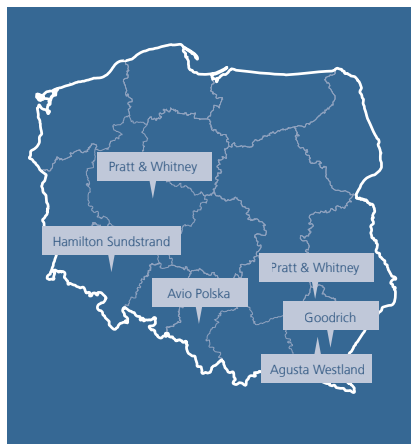 Pratt & Whitney
Hamilton Sundstrand
Pratt & Whitney
Avio Polska
Goodrich
Agusta Westland